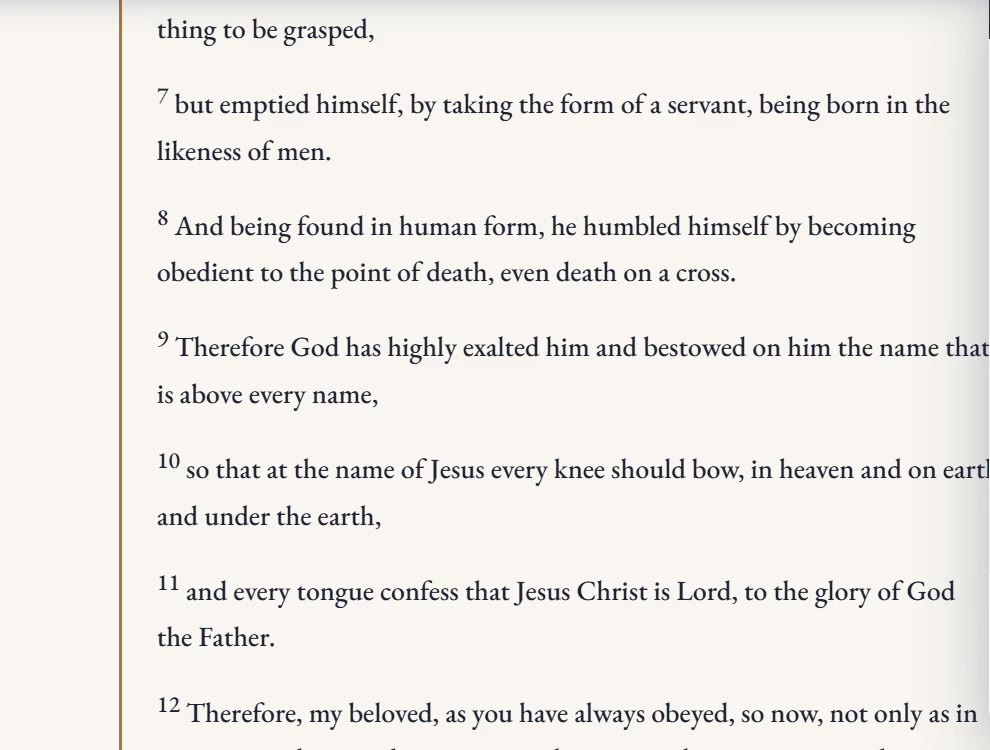 thing to be grasped,
7 but emptied himself, by taking the form of a servant, being born in the
likeness of men.
8 And being found in human form, he humbled himself by becoming
obedient to the point of death, even death on a cross.
9 Therefore God has highly exalted him and bestowed on him the name that
is above every name,
10 so that at the name of Jesus every knee should bow, in heaven and on earth
and under the earth,
11 and every tongue confess that Jesus Christ is Lord, to the glory of God
the Father.
12 Therefore, my beloved, as you have always obeyed, so now, not only as in